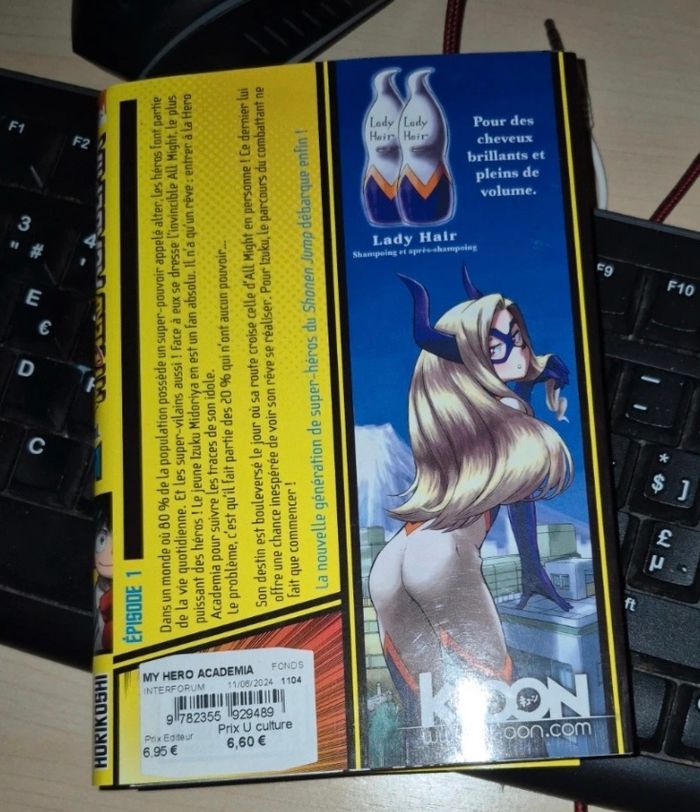 ÉPISODE 1
Dans un monde où 80 % de la population possède un super-pouvoir appelé alter, les héros font partie
de la vie quotidienne. Et les super-vilains aussi ! Face à eux se dresse l'invincible All Might, le plus
puissant des héros ! Le jeune Izuku Midoriya en est un fan absolu. Il n'a qu'un rêve : entrer à la Hero
Academia pour suivre les traces de son idole.
Le problème, c'est qu'il fait partie des 20 % qui n'ont aucun pouvoir...
Son destin est bouleversé le jour où sa route croise celle d'All Might en personne ! Ce dernier lui
offre une chance inespérée de voir son rêve se réaliser. Pour Izuku, le parcours du combattant ne
fait que commencer !
La nouvelle génération de super-héros du Shonen Jump débarque enfin !
HORIKOSHI
Lady
Hair
Lady
Hair
Pour des
cheveux
brillants et
pleins de
volume.
Lady Hair
Shampoing et après-shampoing
MY HERO ACADEMIA FONDS
INTERFORUM 11/06/2024 1104
9 782355 929489
Prix Editeur Prix U culture
6.95 € 6,60 €
F1
F2
3
"
#
4
E
€
D
C
F9
F10
*
$ ]
£
µ